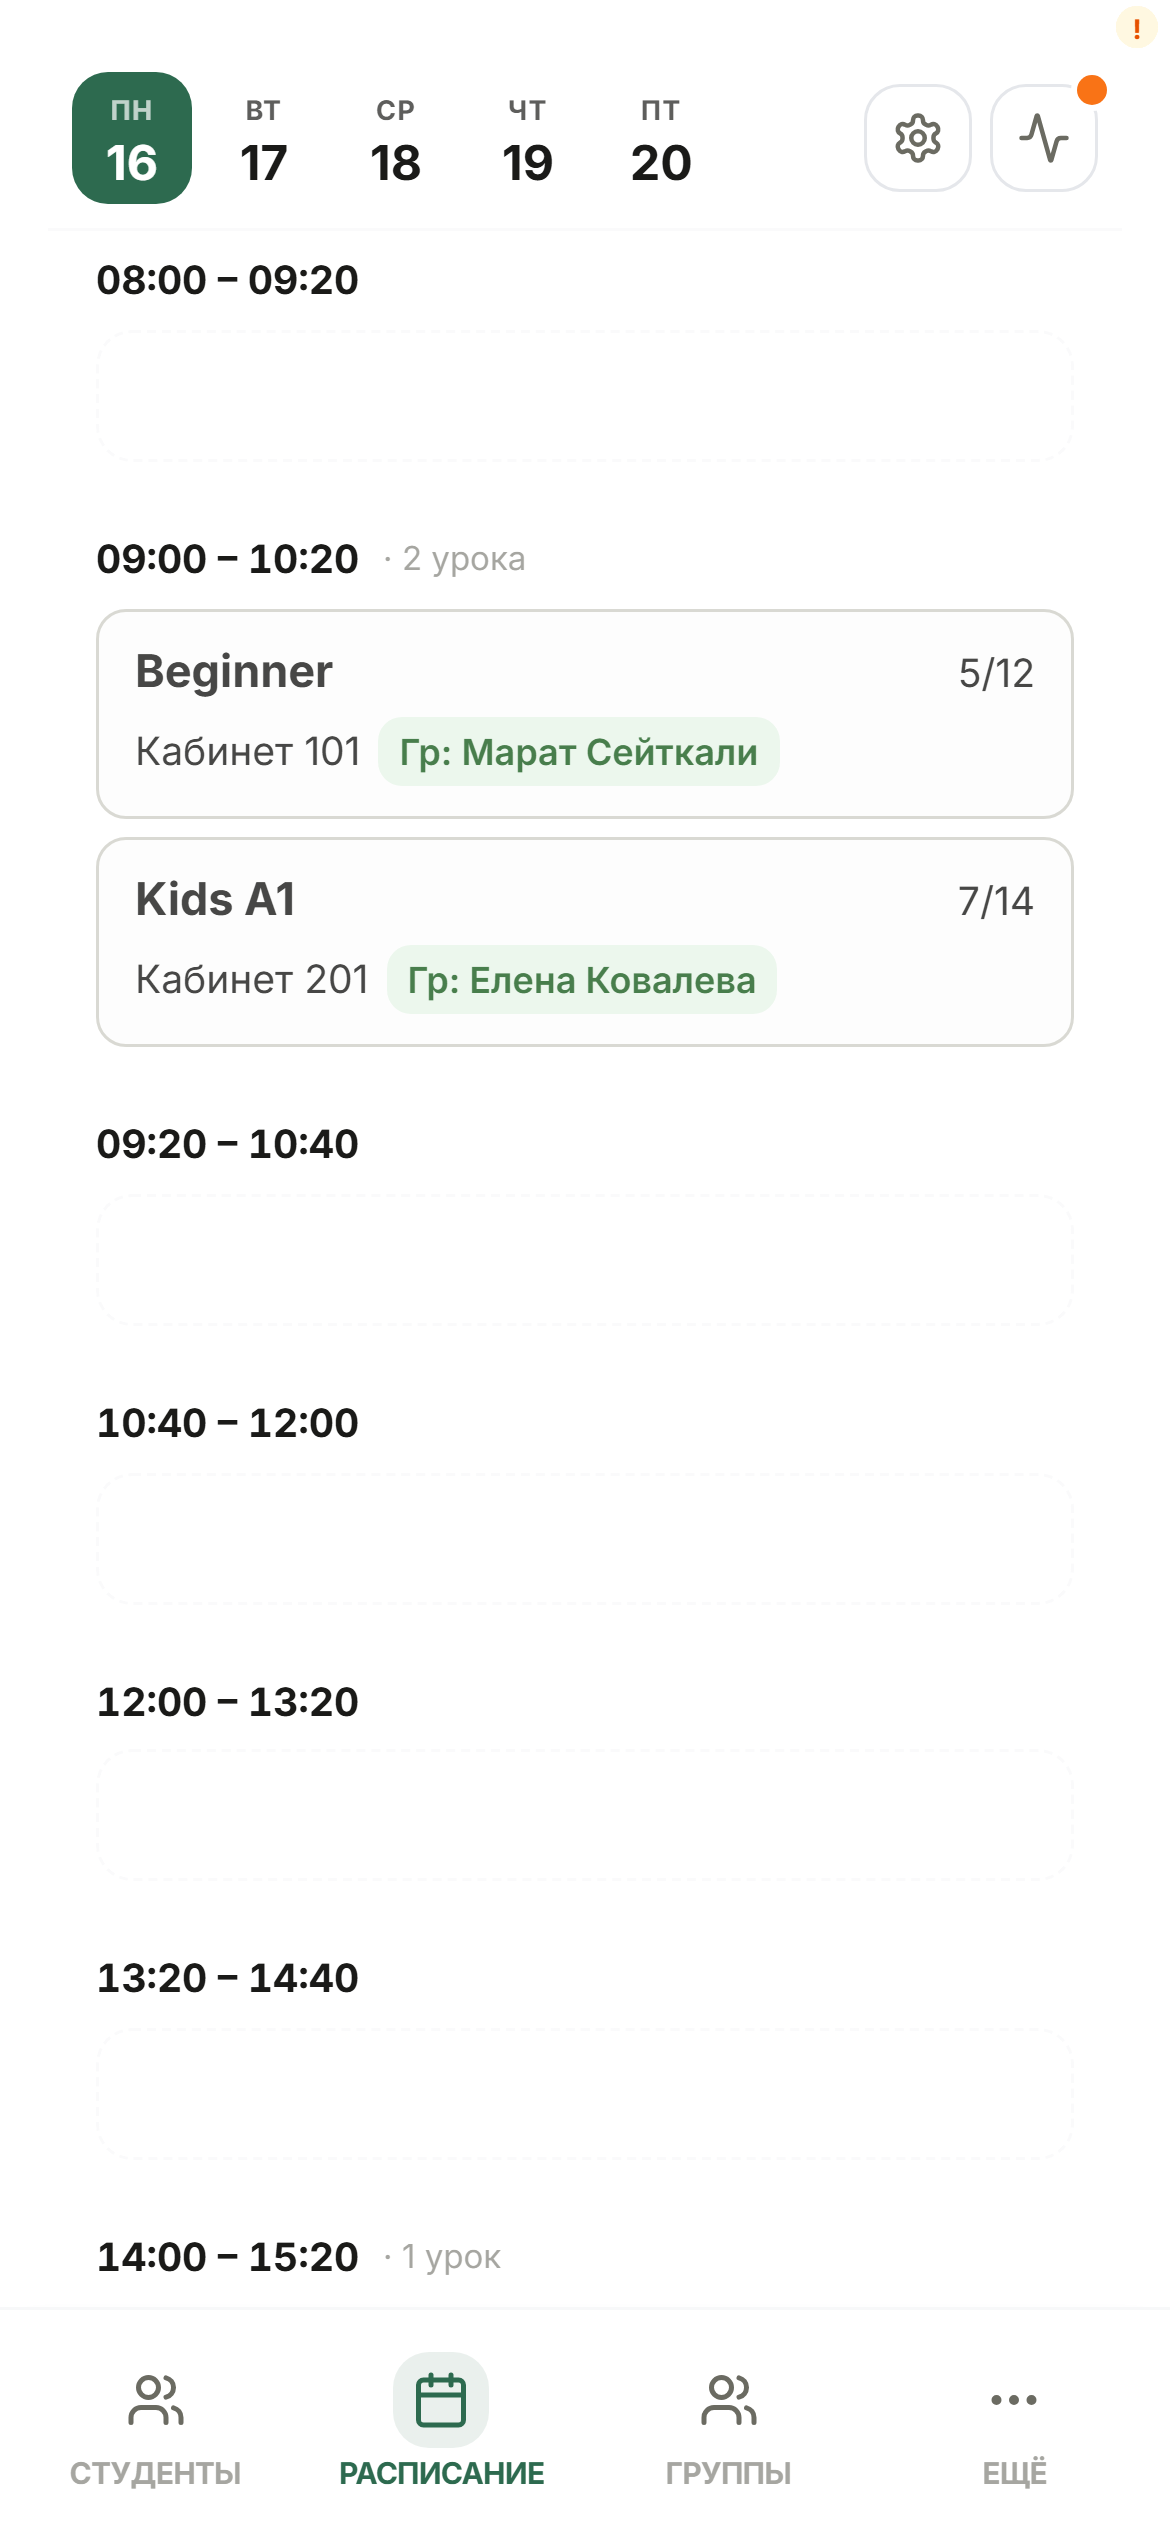 !
ПН ВТ СР ЧТ ПТ
16 17 18 19 20
08:00 – 09:20
09:00 – 10:20 · 2 урока
Beginner 5/12
Кабинет 101 Гр: Марат Сейткали
Kids A1 7/14
Кабинет 201 Гр: Елена Ковалева
09:20 – 10:40
10:40 – 12:00
12:00 – 13:20
13:20 – 14:40
14:00 – 15:20 · 1 урок
СТУДЕНТЫ РАСПИСАНИЕ ГРУППЫ ЕЩЁ